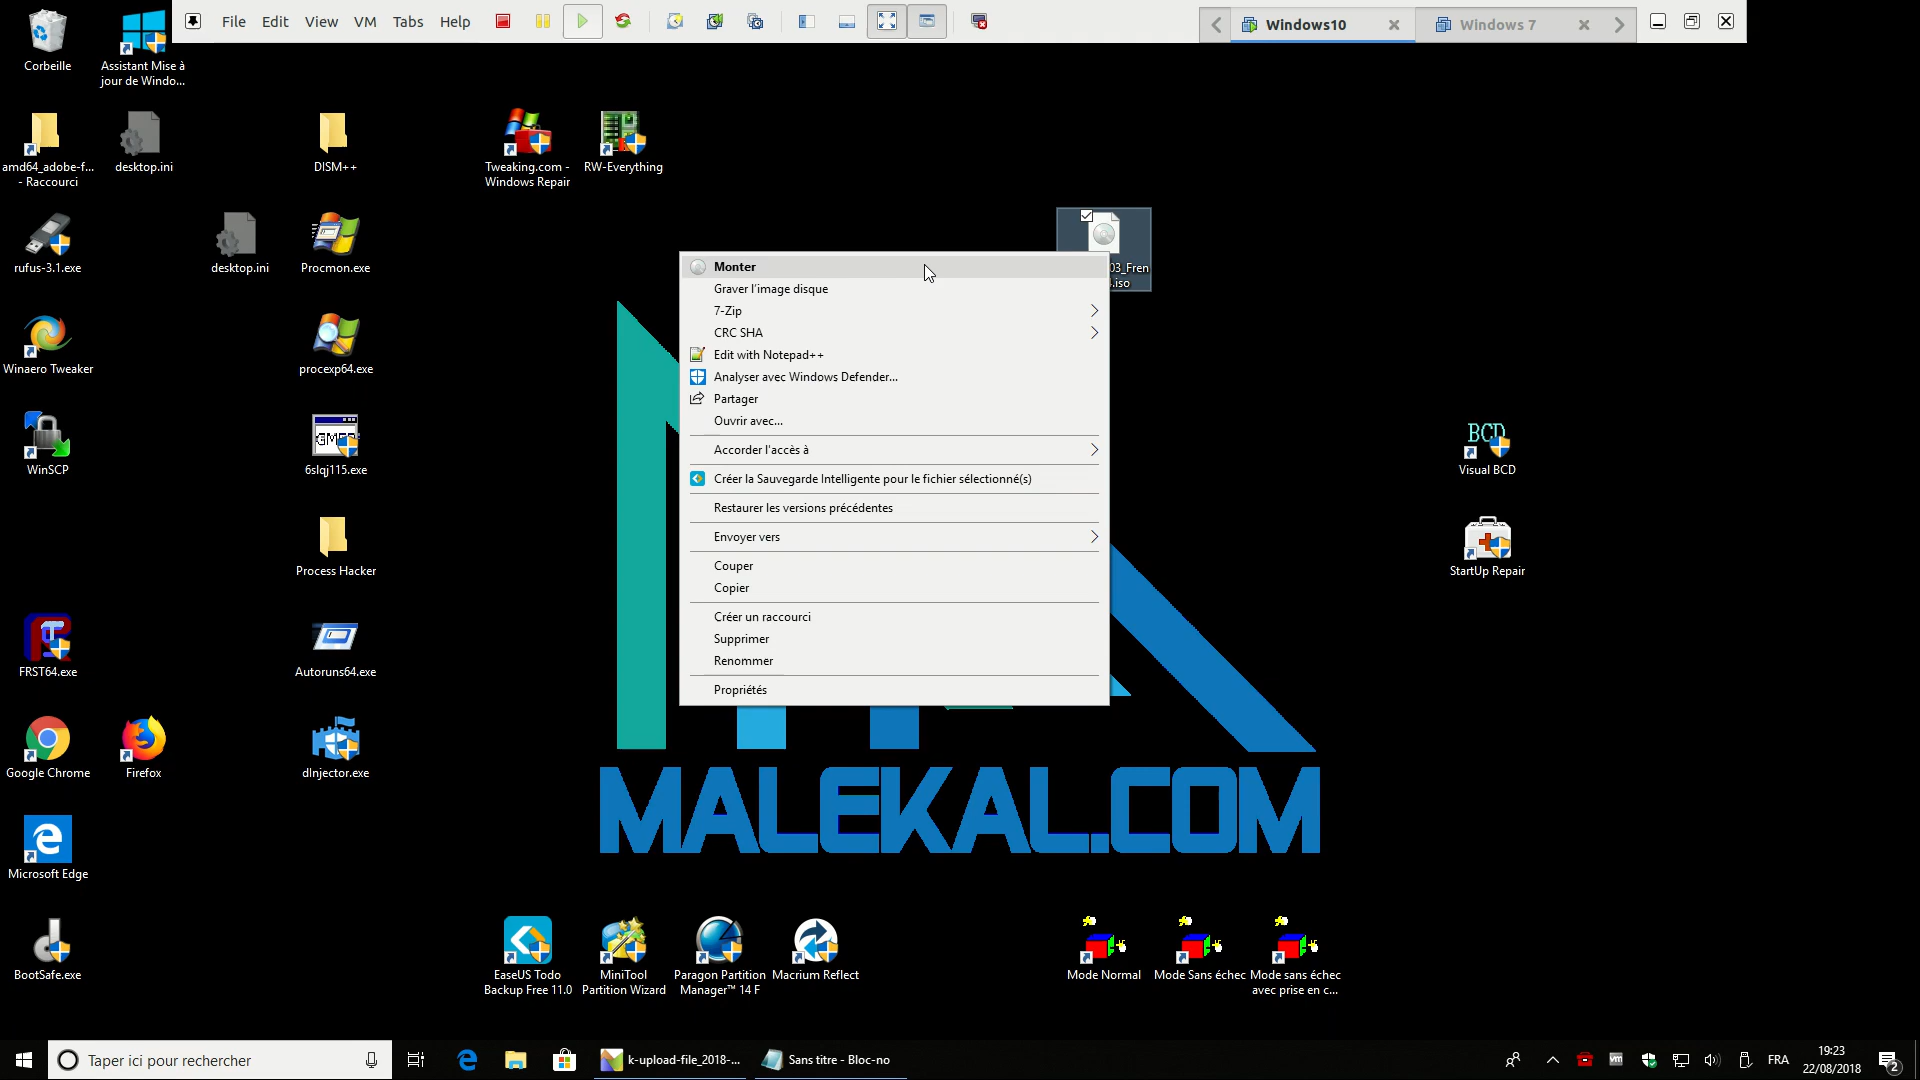 File Edit View VM Tabs Help
Windows10
Windows 7
Corbeille
Assistant Mise à
jour de Windo...
amd64_adobe-f...
- Raccourci
desktop.ini
DISM++
Tweaking.com -
Windows Repair
RW-Everything
rufus-3.1.exe
desktop.ini
Procmon.exe
03_Fren
.iso
Monter
Graver l'image disque
7-Zip
CRC SHA
Edit with Notepad++
Analyser avec Windows Defender...
Partager
Ouvrir avec...
Accorder l'accès à
Créer la Sauvegarde Intelligente pour le fichier sélectionné(s)
Restaurer les versions précédentes
Envoyer vers
Couper
Copier
Créer un raccourci
Supprimer
Renommer
Propriétés
Winaero Tweaker
procexp64.exe
WinSCP
GMER
6slqj115.exe
BCD
Visual BCD
Process Hacker
StartUp Repair
FRST64.exe
Autoruns64.exe
Google Chrome
Firefox
dInjector.exe
MALEKAL.COM
Microsoft Edge
BootSafe.exe
EaseUS Todo
Backup Free 11.0
MiniTool
Partition Wizard
Paragon Partition
Manager™ 14 F
Macrium Reflect
Mode Normal
Mode Sans échec
Mode sans échec
avec prise en c...
Taper ici pour rechercher
k-upload-file_2018-...
Sans titre - Bloc-no
vm
FRA
19:23
22/08/2018
2